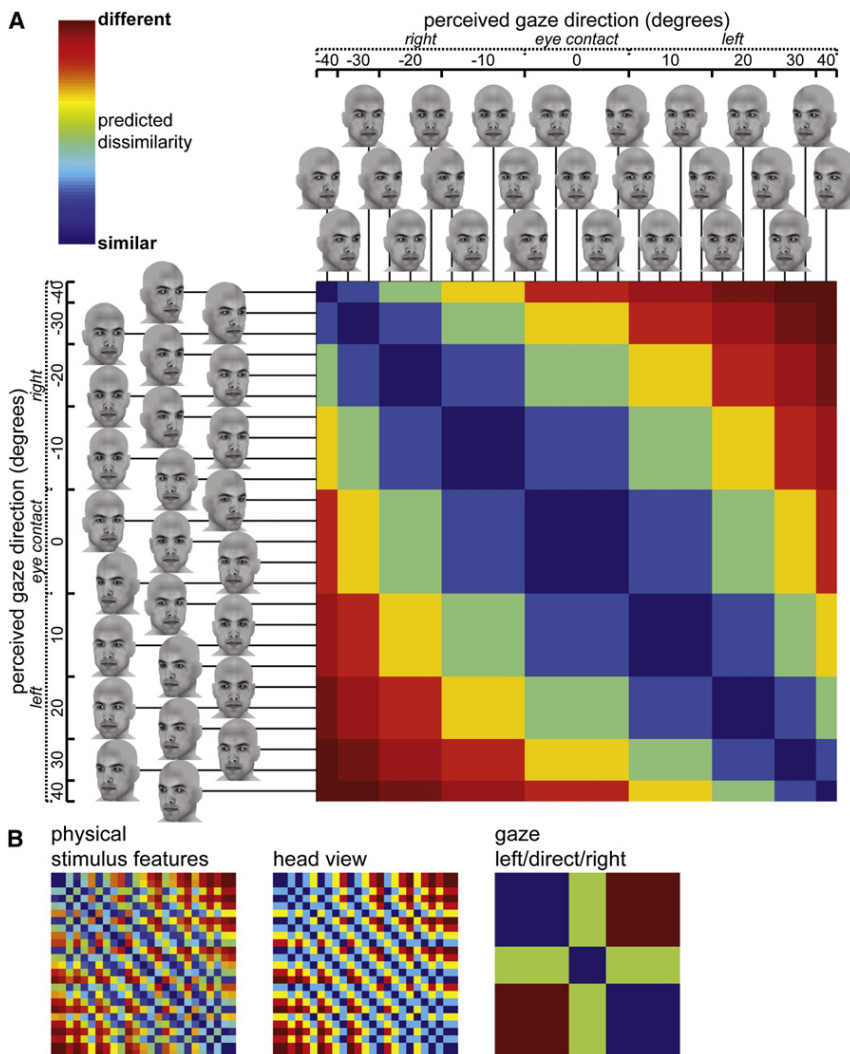 A
different
predicted
dissimilarity
similar
perceived gaze direction (degrees)
right eye contact left
-40 -30 -20 -10 0 10 20 30 40
perceived gaze direction (degrees)
right eye contact left
-40 -30 -20 -10 0 10 20 30 40
B
physical
stimulus features
head view
gaze
left/direct/right